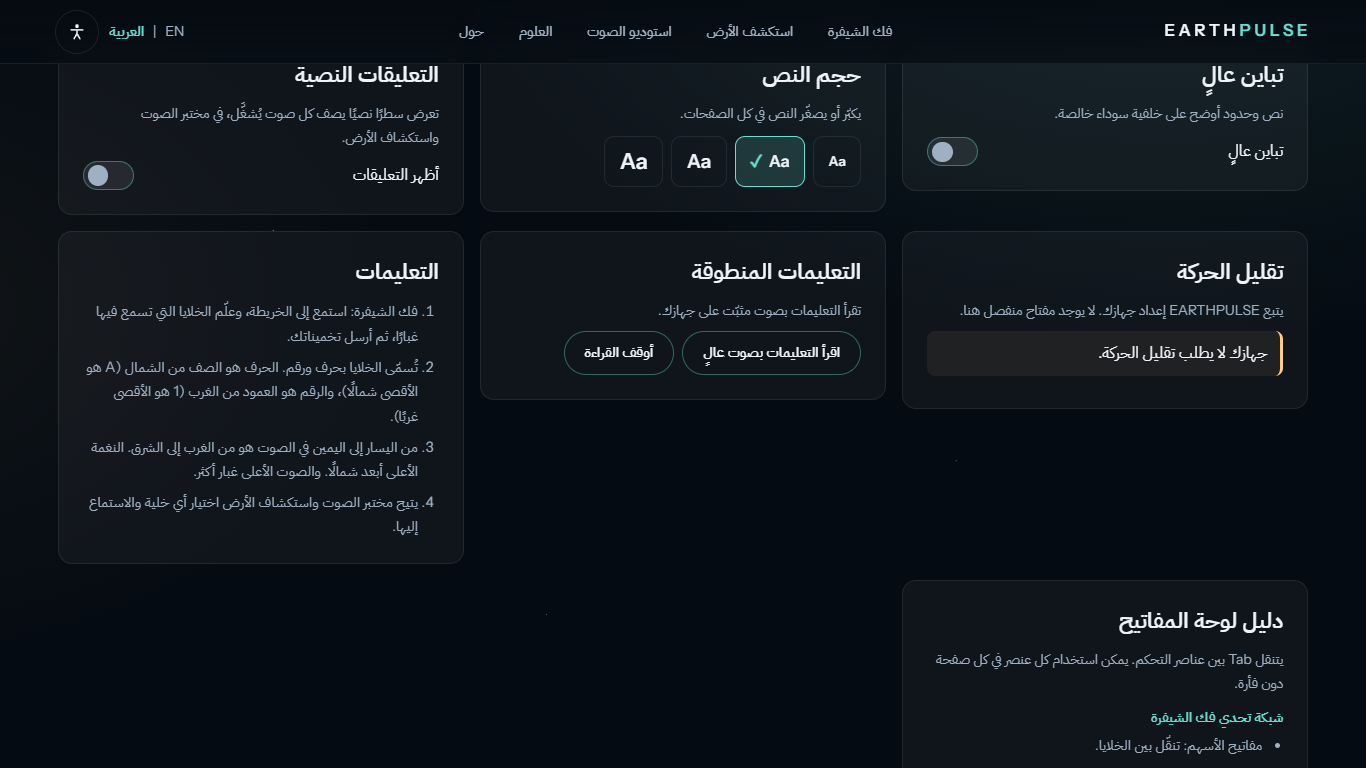 EARTHPULSE
فك الشيفرة
استكشف الأرض
استوديو الصوت
العلوم
حول
EN | العربية
تباين عالٍ
نص وحدود أوضح على خلفية سوداء خالصة.
تباين عالٍ
حجم النص
يكبّر أو يصغّر النص في كل الصفحات.
Aa
Aa ✓
Aa
Aa
التعليقات النصية
تعرض سطرًا نصيًا يصف كل صوت يُشغَّل، في مختبر الصوت
واستكشاف الأرض.
أظهر التعليقات
تقليل الحركة
يتبع EARTHPULSE إعداد جهازك. لا يوجد مفتاح منفصل هنا.
جهازك لا يطلب تقليل الحركة.
التعليمات المنطوقة
تقرأ التعليمات بصوت مثبّت على جهازك.
اقرأ التعليمات بصوت عالٍ
أوقف القراءة
التعليمات
1. فك الشيفرة: استمع إلى الخريطة، وعلّم الخلايا التي تسمع فيها
غبارًا، ثم أرسل تخميناتك.
2. تُسمّى الخلايا بحرف ورقم. الحرف هو الصف من الشمال (A هو
الأقصى شمالًا)، والرقم هو العمود من الغرب (1 هو الأقصى
غربًا).
3. من اليسار إلى اليمين في الصوت هو من الغرب إلى الشرق. النغمة
الأعلى أبعد شمالًا. والصوت الأعلى غبار أكثر.
4. يتيح مختبر الصوت واستكشاف الأرض اختيار أي خلية والاستماع
إليها.
دليل لوحة المفاتيح
يتنقل Tab بين عناصر التحكم. يمكن استخدام كل عنصر في كل صفحة
دون فأرة.
شبكة تحدي فك الشيفرة
• مفاتيح الأسهم: تنقّل بين الخلايا.